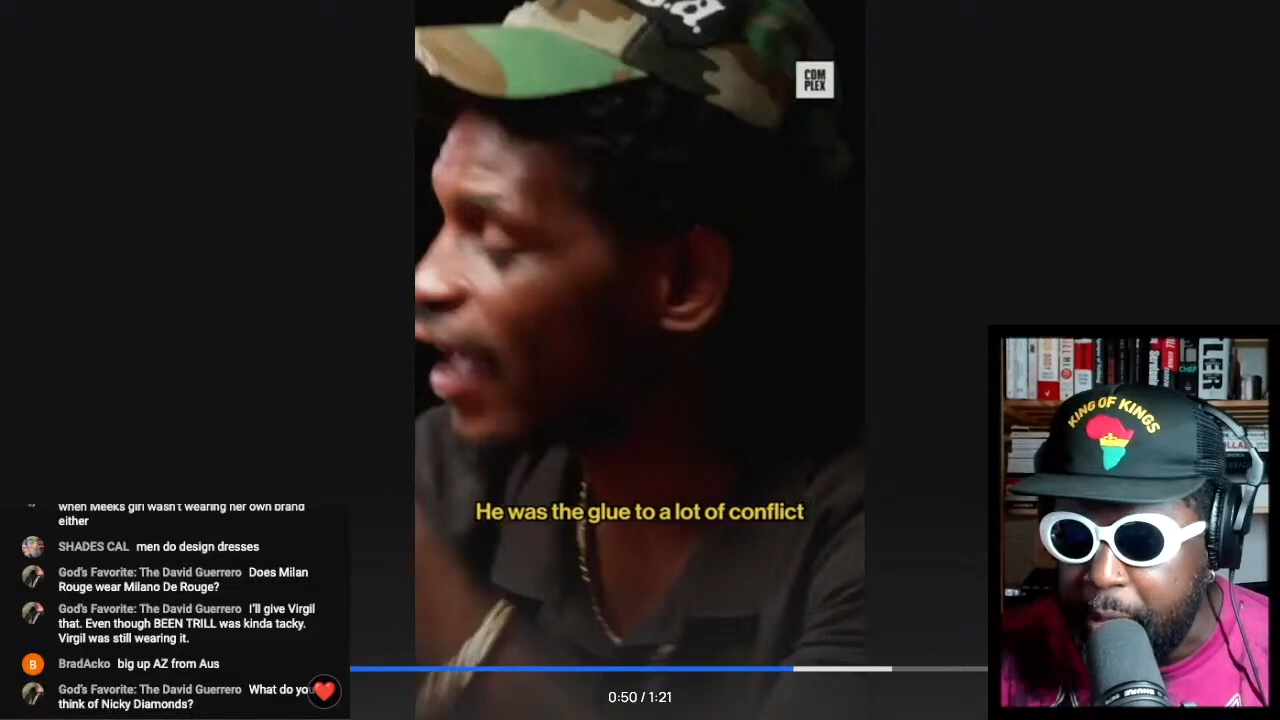 .a.
COM
PLEX
He was the glue to a lot of conflict
0:50 / 1:21
when Meeks girl wasn't wearing her own brand
either
SHADES CAL men do design dresses
God's Favorite: The David Guerrero Does Milan
Rouge wear Milano De Rouge?
God's Favorite: The David Guerrero I'll give Virgil
that. Even though BEEN TRILL was kinda tacky.
Virgil was still wearing it.
B
BradAcko big up AZ from Aus
God's Favorite: The David Guerrero What do yo
think of Nicky Diamonds?
KING OF KINGS
CHEF
LLER